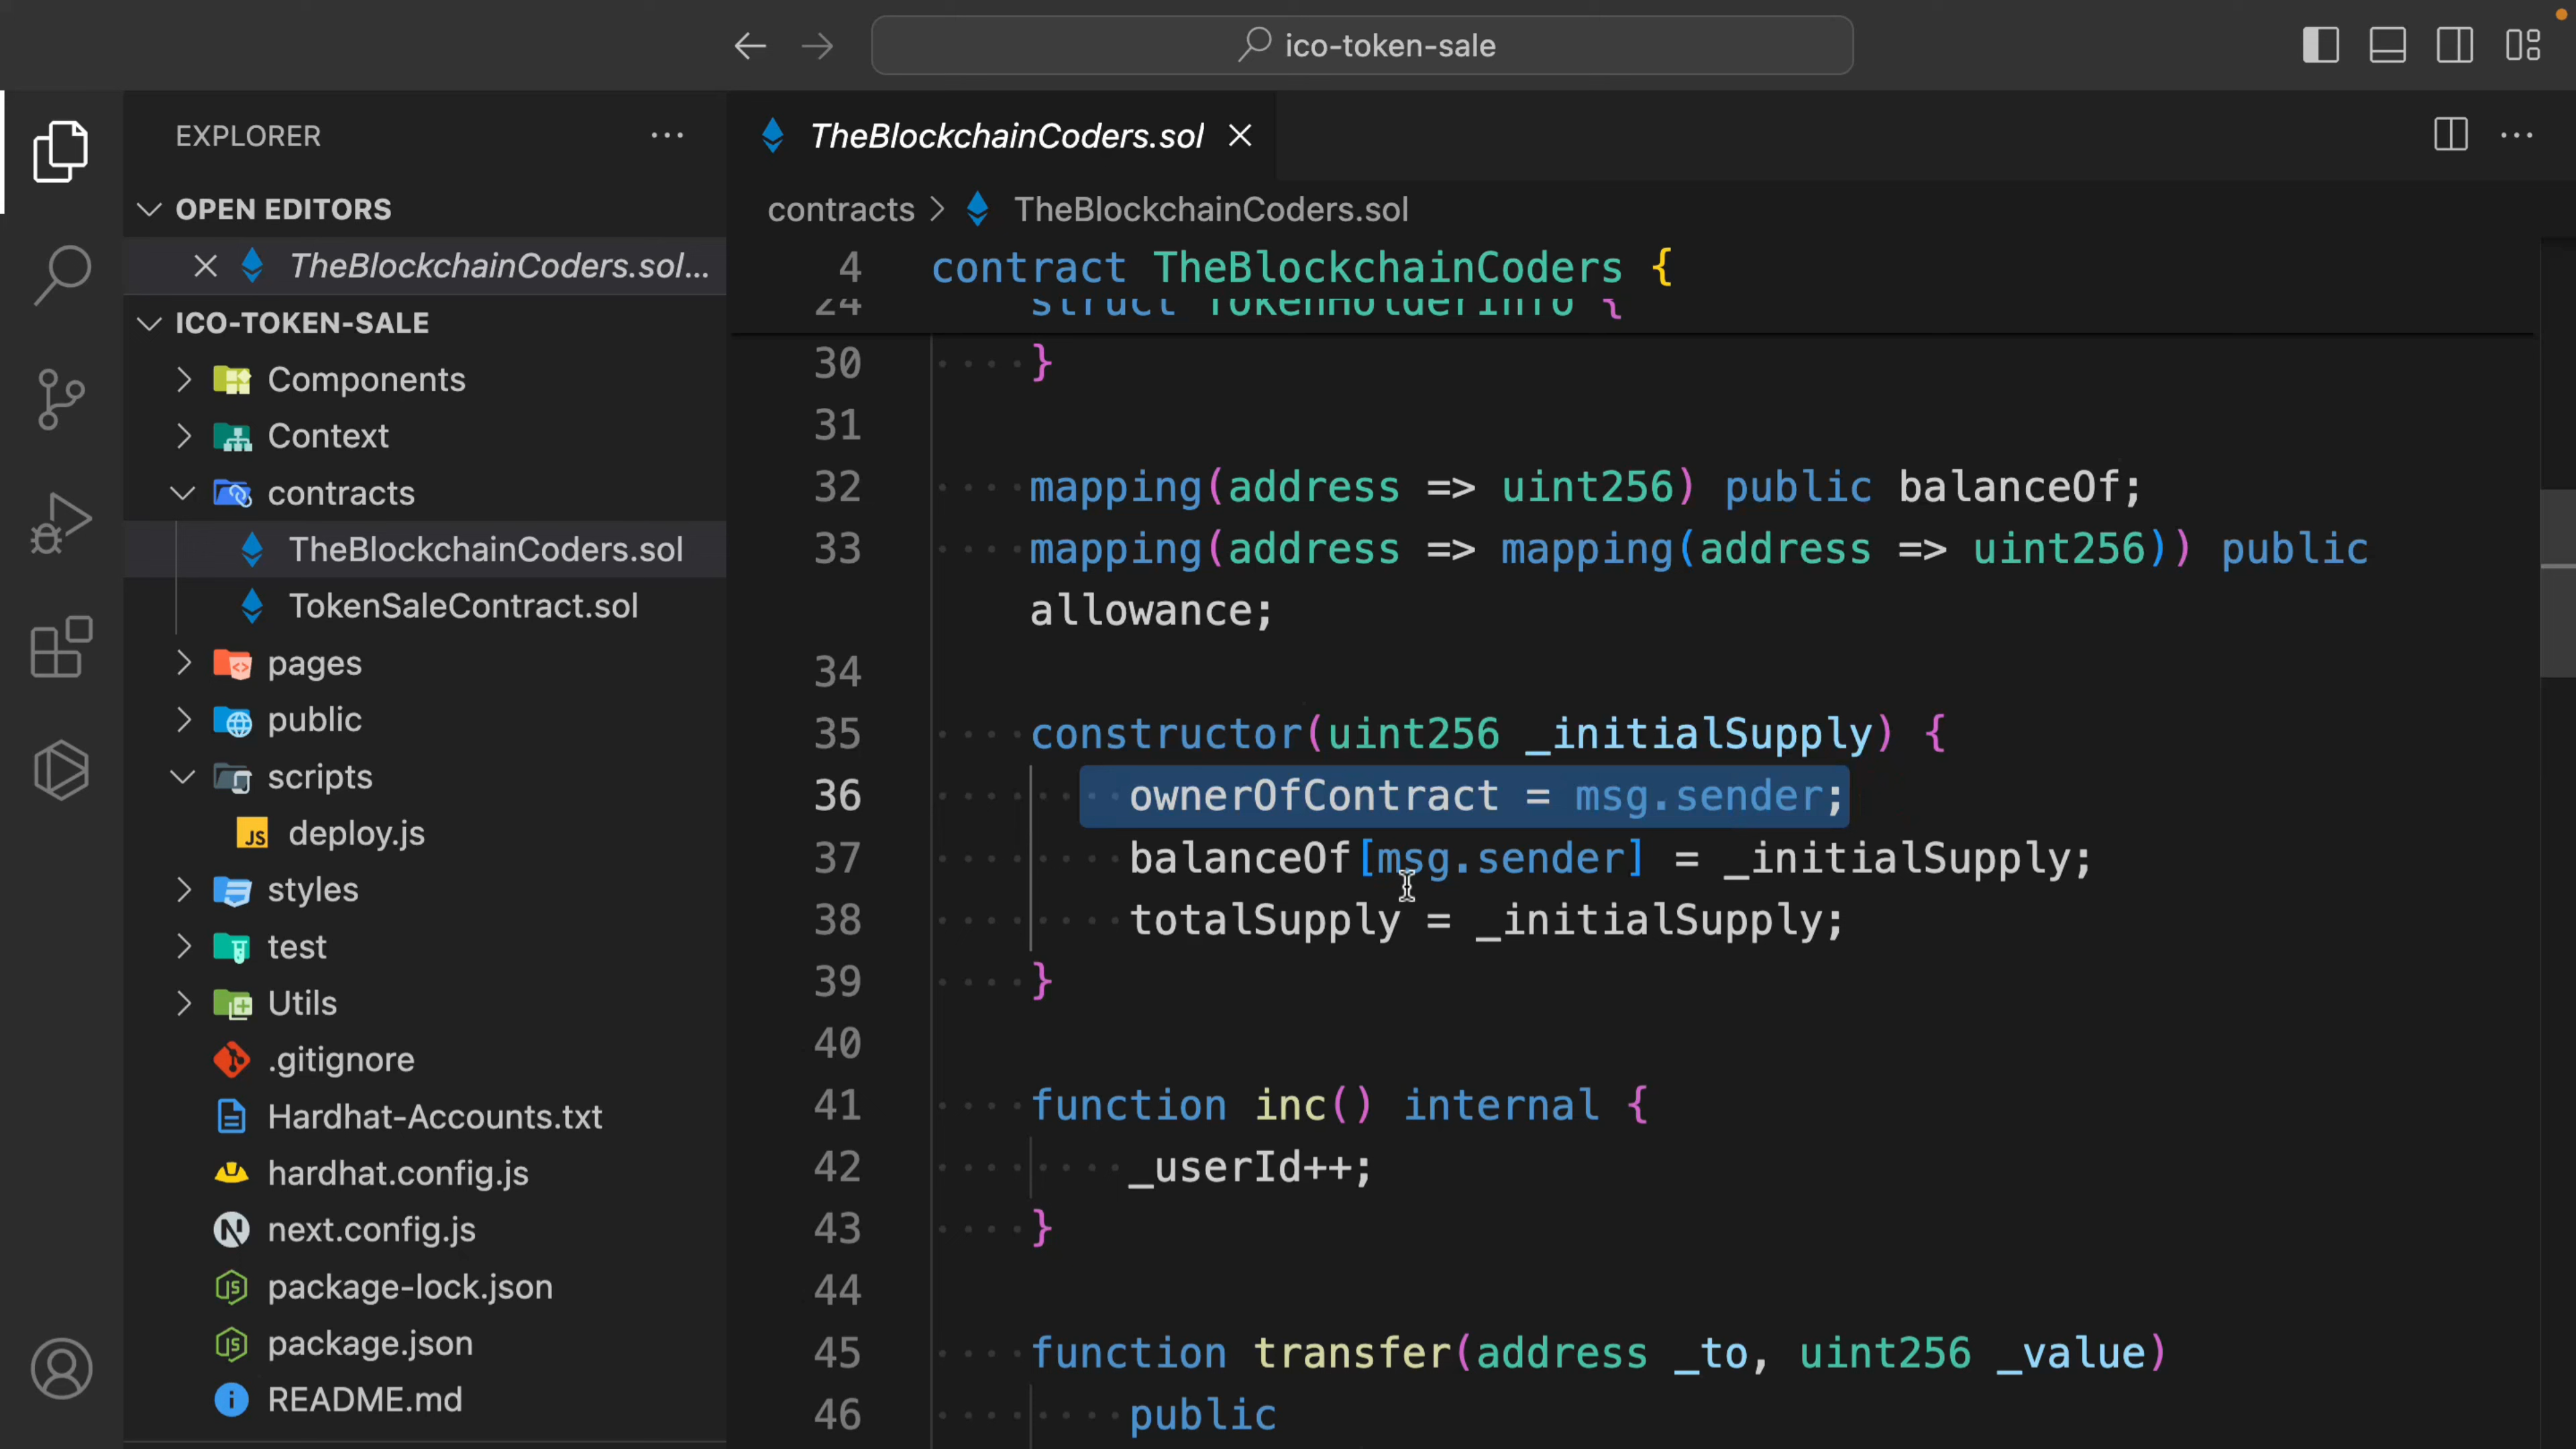 ico-token-sale
EXPLORER
OPEN EDITORS
TheBlockchainCoders.sol...
ICO-TOKEN-SALE
Components
Context
contracts
TheBlockchainCoders.sol
TokenSaleContract.sol
pages
public
scripts
deploy.js
styles
test
Utils
.gitignore
Hardhat-Accounts.txt
hardhat.config.js
next.config.js
package-lock.json
package.json
README.md
TheBlockchainCoders.sol
contracts > TheBlockchainCoders.sol
4 contract TheBlockchainCoders {
24 struct TokenHolderInfo {
30 }
31
32 mapping(address => uint256) public balanceOf;
33 mapping(address => mapping(address => uint256)) public
allowance;
34
35 constructor(uint256 _initialSupply) {
36 ownerOfContract = msg.sender;
37 balanceOf[msg.sender] = _initialSupply;
38 totalSupply = _initialSupply;
39 }
40
41 function inc() internal {
42 _userId++;
43 }
44
45 function transfer(address _to, uint256 _value)
46 public